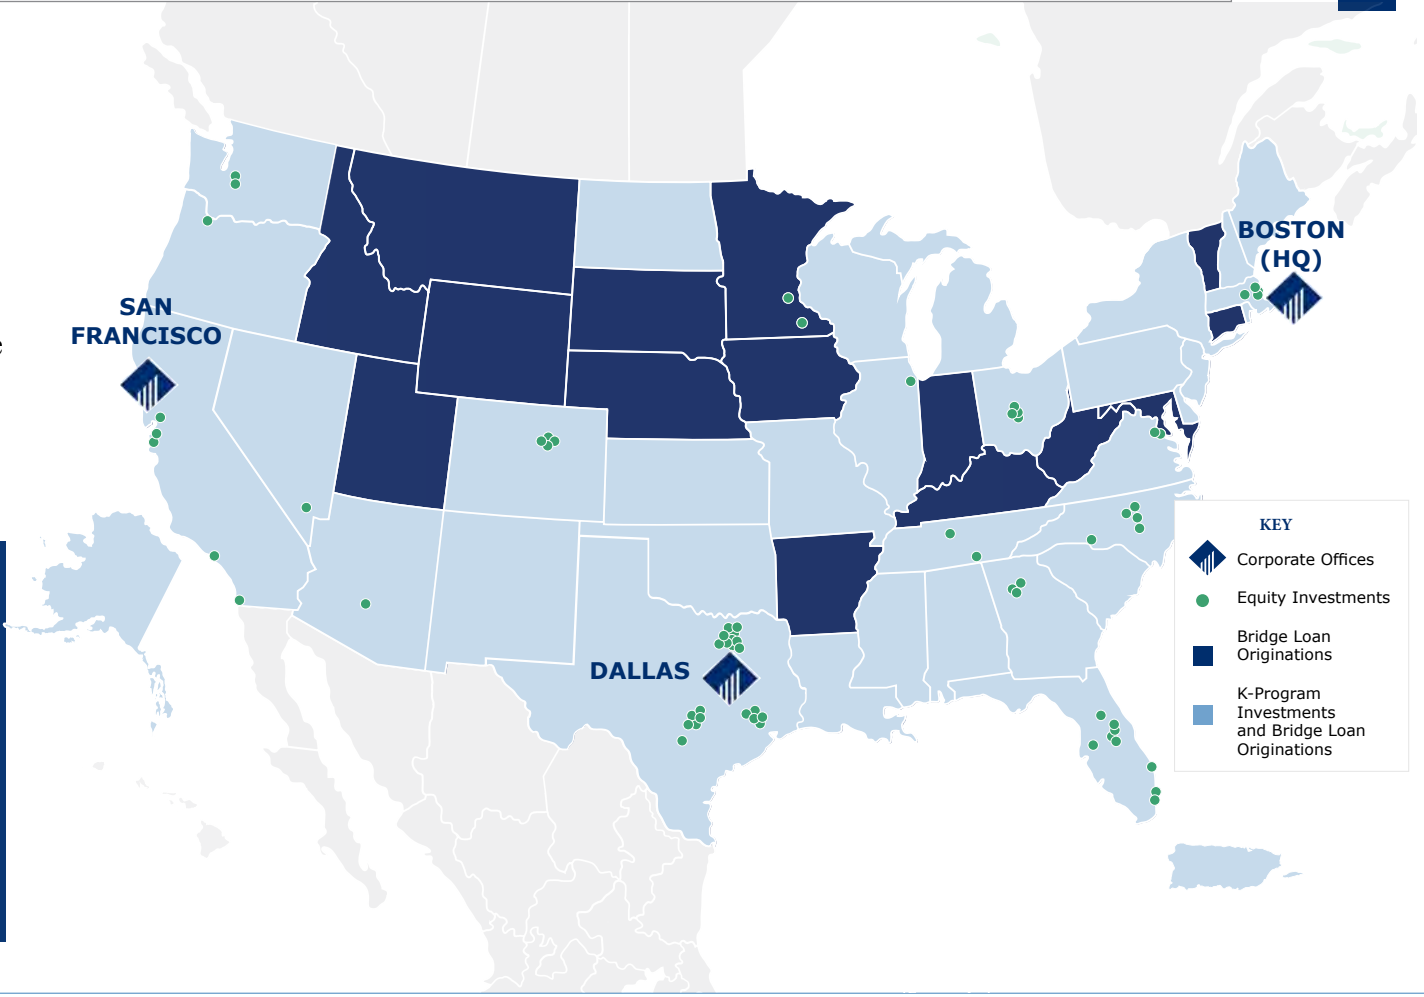 SAN
FRANCISCO
BOSTON
(HQ)
DALLAS
KEY
Corporate Offices
Equity Investments
Bridge Loan
Originations
K-Program
Investments
and Bridge Loan
Originations